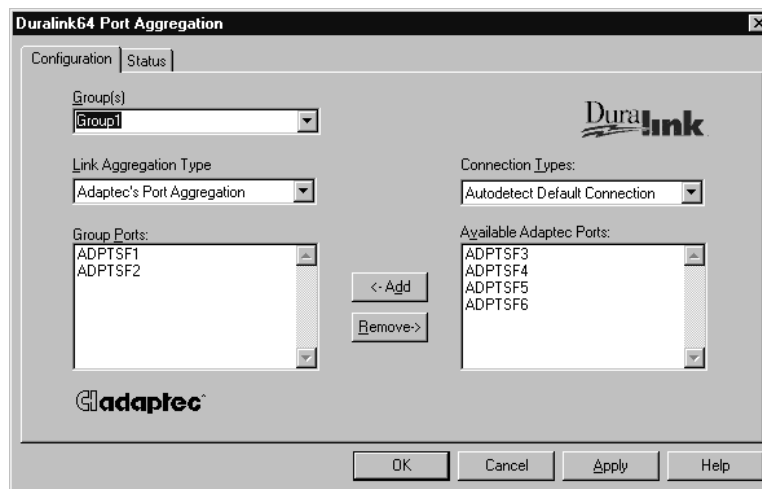 Duralink64 Port Aggregation
Configuration
Status
Group(s)
Group1
Duralink
Link Aggregation Type
Adaptec's Port Aggregation
Connection Types:
Autodetect Default Connection
Group Ports:
ADPTSF1
ADPTSF2
<- Add
Remove->
Available Adaptec Ports:
ADPTSF3
ADPTSF4
ADPTSF5
ADPTSF6
adaptec
OK
Cancel
Apply
Help